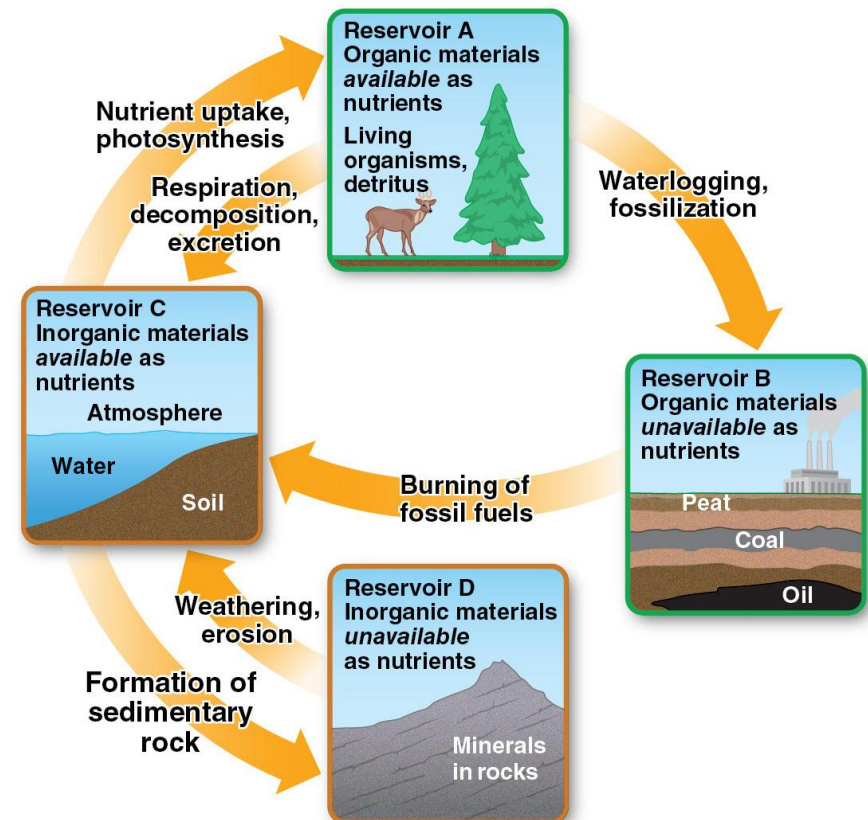 Reservoir A
Organic materials
available as
nutrients
Living
organisms,
detritus
Nutrient uptake,
photosynthesis
Respiration,
decomposition,
excretion
Waterlogging,
fossilization
Reservoir C
Inorganic materials
available as
nutrients
Atmosphere
Water
Soil
Reservoir B
Organic materials
unavailable as
nutrients
Peat
Coal
Oil
Burning of
fossil fuels
Weathering,
erosion
Formation of
sedimentary
rock
Reservoir D
Inorganic materials
unavailable
as nutrients
Minerals
in rocks